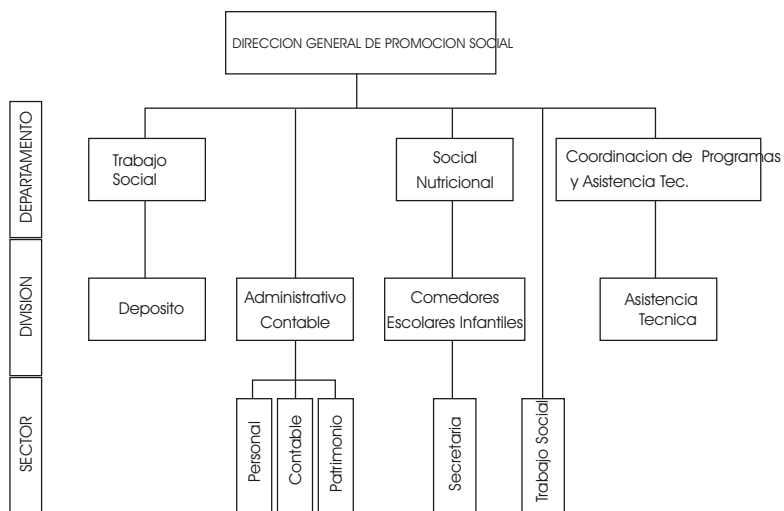 DIRECCION GENERAL DE PROMOCION SOCIAL
DEPARTAMENTO
Trabajo
Social
Social
Nutricional
Coordinacion de Programas
y Asistencia Tec.
DIVISION
Deposito
Administrativo
Contable
Comedores
Escolares Infantiles
Asistencia
Tecnica
SECTOR
Personal
Contable
Patrimonio
Secretaria
Trabajo Social